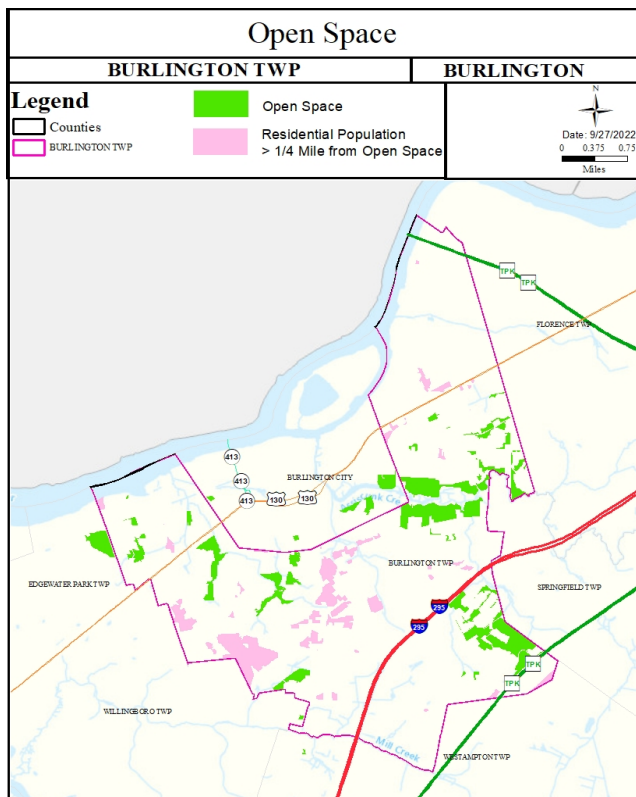 Open Space
BURLINGTON TWP
BURLINGTON
Legend
Counties
BURLINGTON TWP
Open Space
Residential Population
> 1/4 Mile from Open Space
N
Date: 9/27/2022
0 0.375 0.75
Miles
TPK
TPK
FLORENCE TWP
413
413
413
130
130
BURLINGTON CITY
BURLINGTON TWP
EDGEWATER PARK TWP
SPRINGFIELD TWP
295
295
TPK
TPK
WILLINGBORO TWP
Mill Creek
WESTAMPTON TWP